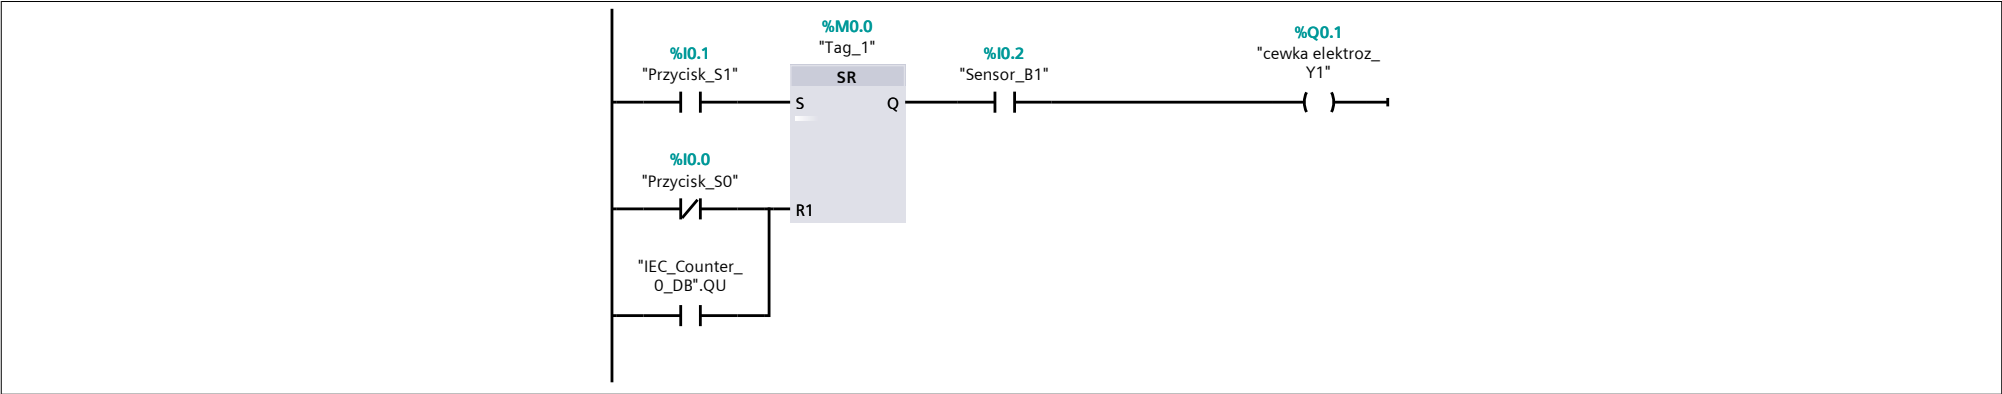 %M0.0
"Tag_1"
%I0.1
"Przycisk_S1"
SR
%I0.2
"Sensor_B1"
%Q0.1
"cewka elektroz_
Y1"
S
Q
%I0.0
"Przycisk_S0"
R1
"IEC_Counter_
0_DB".QU